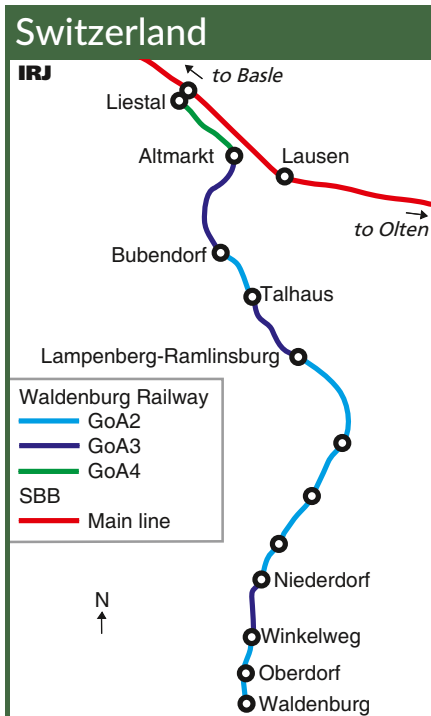 Switzerland
IRJ
to Basle
Liestal
Altmarkt
Lausen
to Olten
Bubendorf
Talhaus
Lampenberg-Ramlinsburg
Waldenburg Railway
GoA2
GoA3
GoA4
SBB
Main line
Niederdorf
N
Winkelweg
Oberdorf
Waldenburg